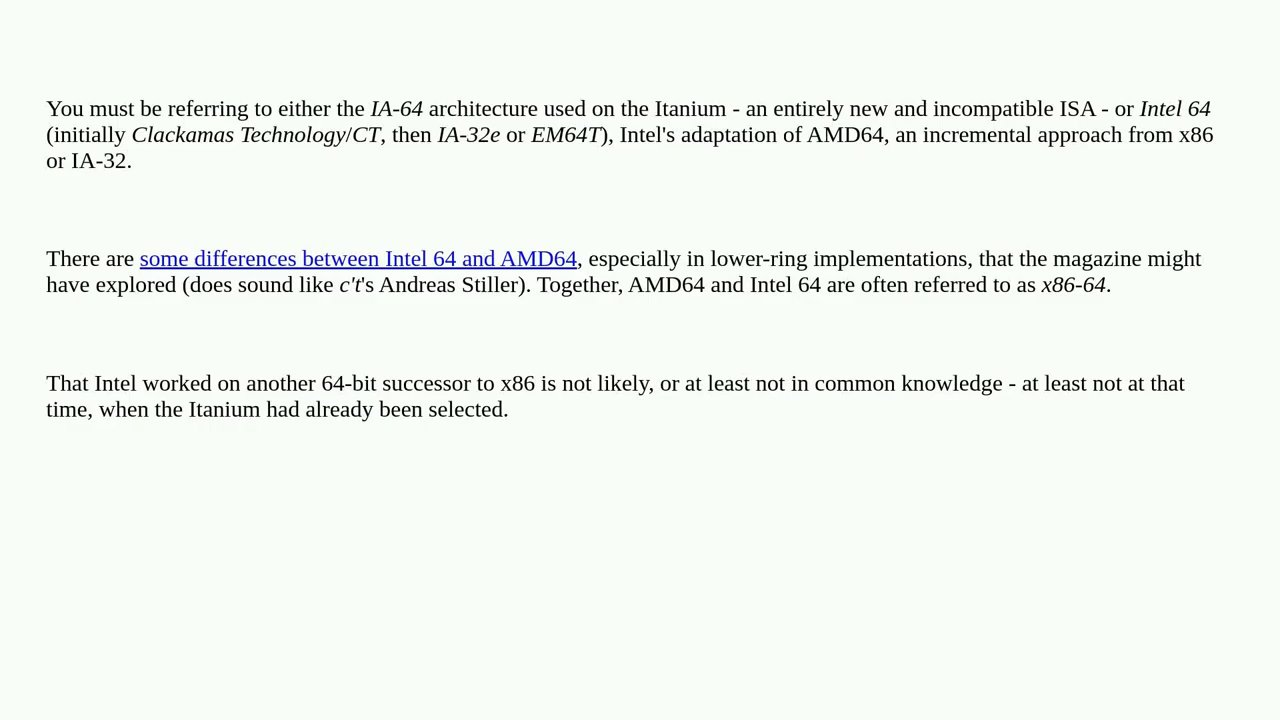 You must be referring to either the IA-64 architecture used on the Itanium - an entirely new and incompatible ISA - or Intel 64
(initially Clackamas Technology/CT, then IA-32e or EM64T), Intel's adaptation of AMD64, an incremental approach from x86
or IA-32.
There are some differences between Intel 64 and AMD64, especially in lower-ring implementations, that the magazine might
have explored (does sound like c't's Andreas Stiller). Together, AMD64 and Intel 64 are often referred to as x86-64.
That Intel worked on another 64-bit successor to x86 is not likely, or at least not in common knowledge - at least not at that
time, when the Itanium had already been selected.